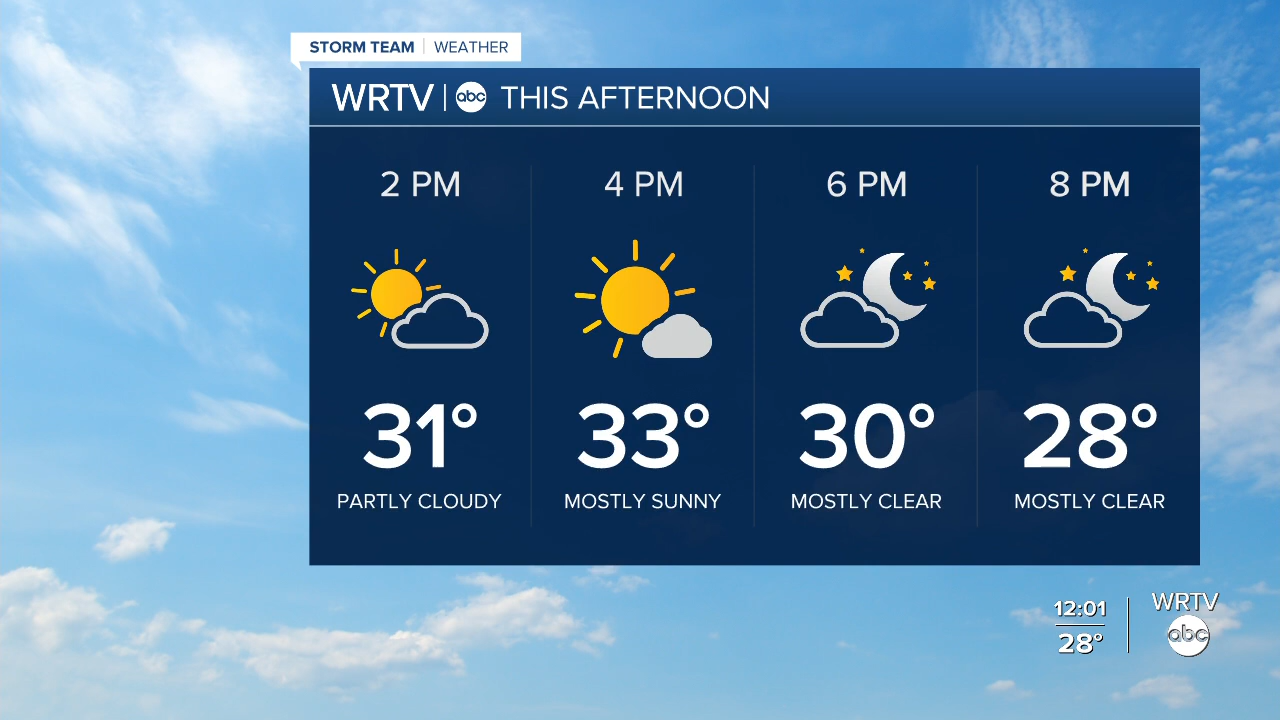 STORM TEAM | WEATHER
WRTV | abc THIS AFTERNOON
2 PM
31°
PARTLY CLOUDY
4 PM
33°
MOSTLY SUNNY
6 PM
30°
MOSTLY CLEAR
8 PM
28°
MOSTLY CLEAR
12:01
28°
WRTV
abc